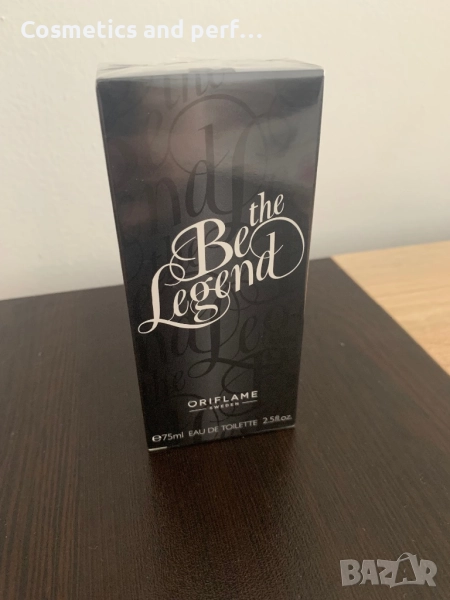 Cosmetics and perf...
Be the
Legend
ORIFLAME
SWEDEN
℮75ml EAU DE TOILETTE 2.5fl.oz.
BAZAR